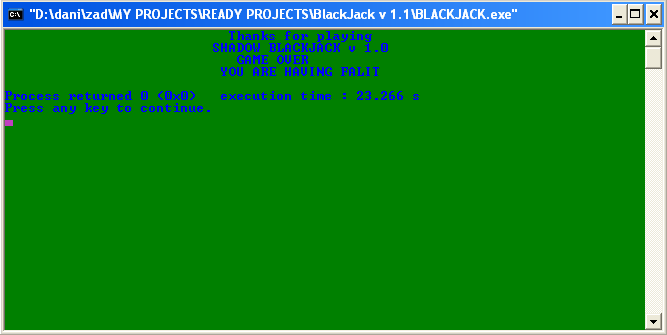 "D:\dani\zad\MY PROJECTS\READY PROJECTS\BlackJack v 1.1\BLACKJACK.exe"
Thanks for playing
SHADOW BLACKJACK v 1.0
GAME OVER
YOU ARE HAVING FALIT
Process returned 0 (0x0)   execution time : 23.266 s
Press any key to continue.